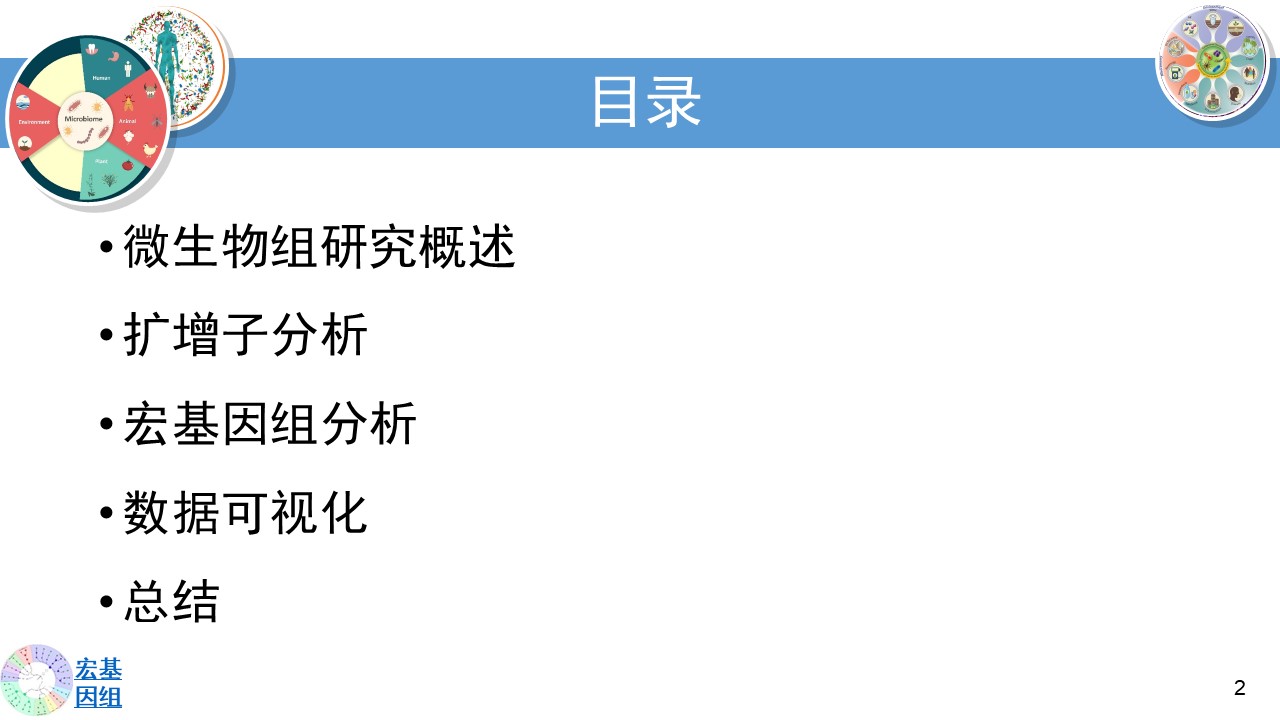 目录
Human
Environment
Microbiome
Animal
Plant
•微生物组研究概述
•扩增子分析
•宏基因组分析
•数据可视化
•总结
宏基
因组
2